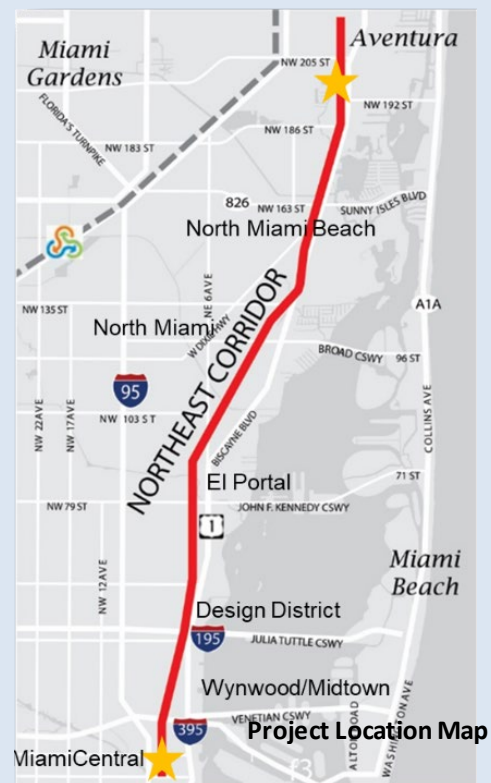 Aventura
Miami
Gardens
NW 205 ST
FLORIDA'S TURNPIKE
NW 192 ST
NW 186 ST
NW 183 ST
826
NW 163 ST
SUNNY ISLES BLVD
North Miami Beach
NE 6 AVE
A1A
NW 135 ST
North Miami
W DIXIE HWY
NORTHEAST CORRIDOR
BROAD CSWY
96 ST
95
NW 22 AVE
NW 17 AVE
COLLINS AVE
NW 103 ST
BISCAYNE BLVD
El Portal
71 ST
NW 79 ST
JOHN F. KENNEDY CSWY
1
NW 12 AVE
Miami
Beach
Design District
195
JULIA TUTTLE CSWY
Wynwood/Midtown
395
VENETIAN CSWY
ALTON ROAD
WASHINGTON AVE
Project Location Map
MiamiCentral
f3